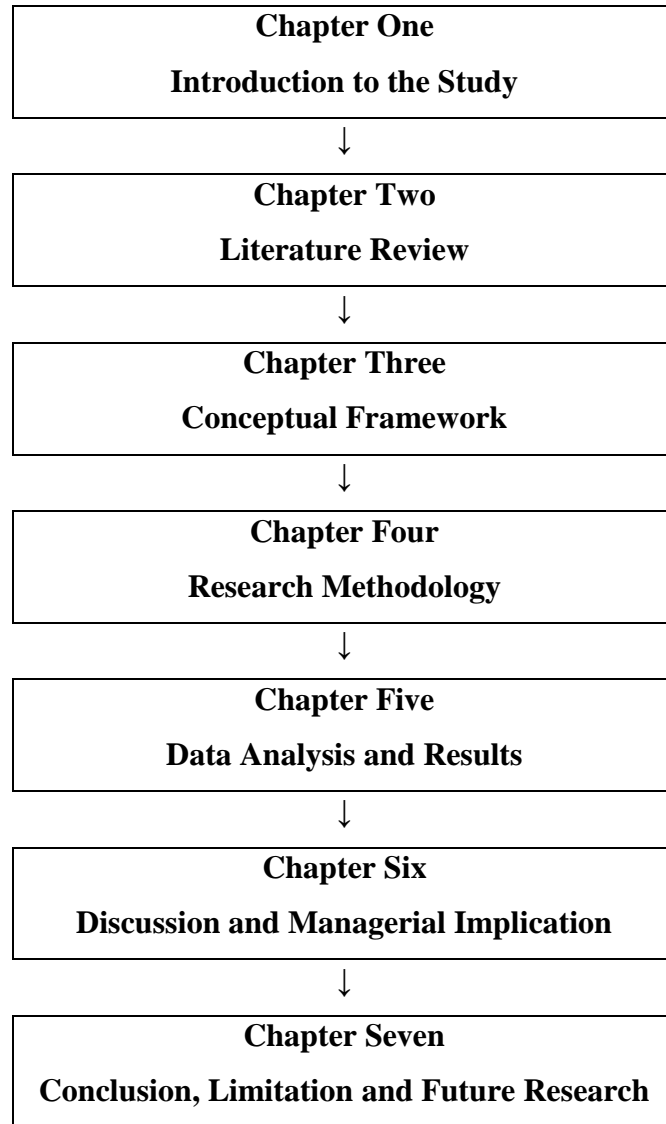 Chapter One
Introduction to the Study
↓
Chapter Two
Literature Review
↓
Chapter Three
Conceptual Framework
↓
Chapter Four
Research Methodology
↓
Chapter Five
Data Analysis and Results
↓
Chapter Six
Discussion and Managerial Implication
↓
Chapter Seven
Conclusion, Limitation and Future Research